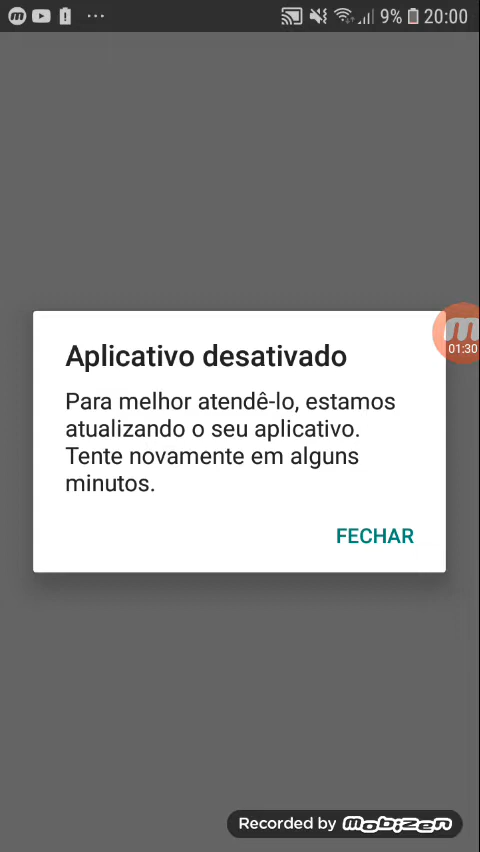 9% 20:00
Aplicativo desativado
01:30
Para melhor atendê-lo, estamos
atualizando o seu aplicativo.
Tente novamente em alguns
minutos.
FECHAR
Recorded by mobizen